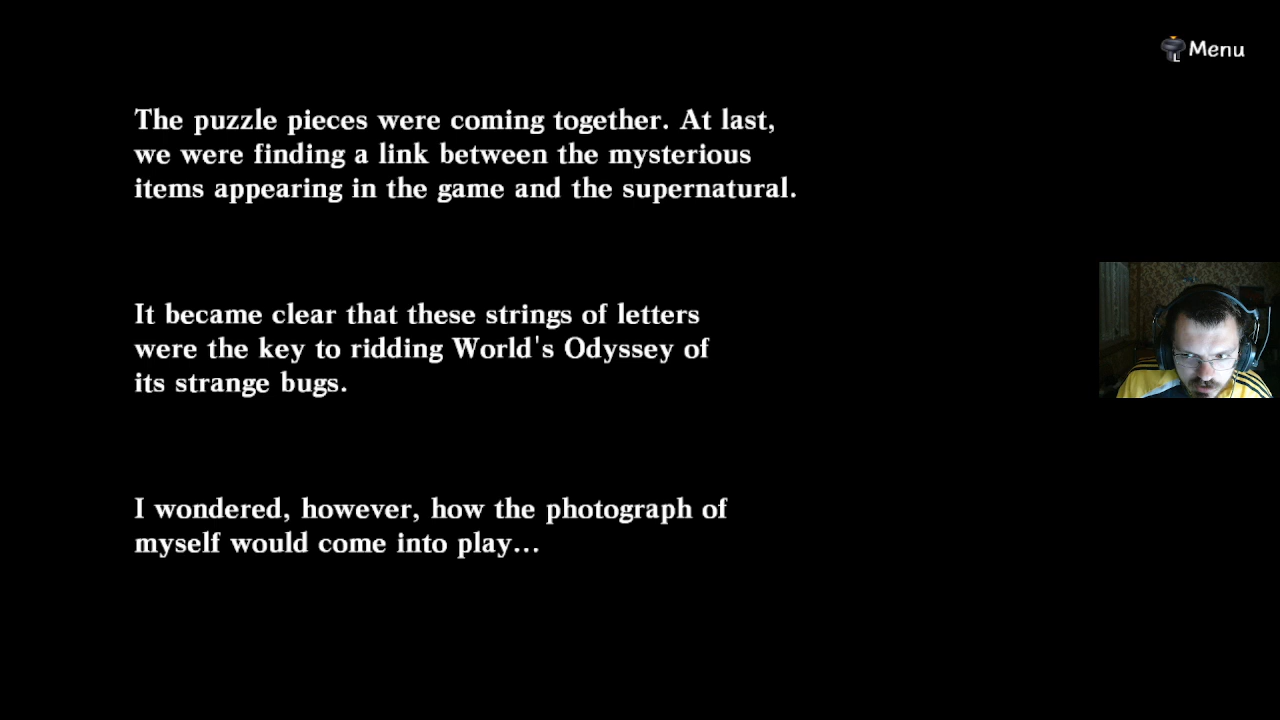 L Menu
The puzzle pieces were coming together. At last,
we were finding a link between the mysterious
items appearing in the game and the supernatural.
It became clear that these strings of letters
were the key to ridding World's Odyssey of
its strange bugs.
I wondered, however, how the photograph of
myself would come into play...